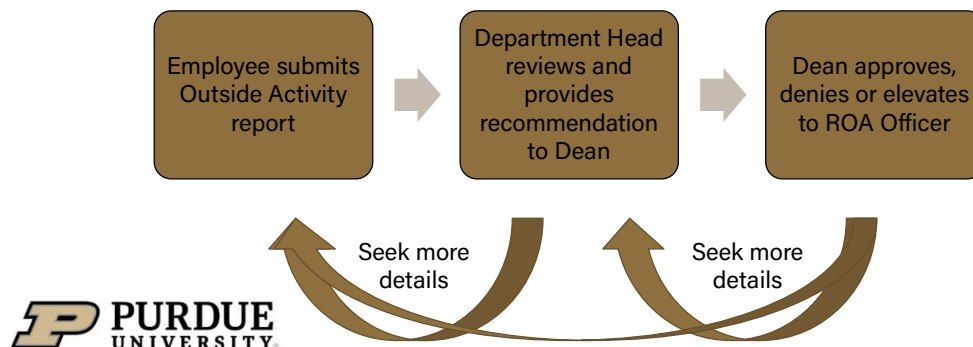 Employee submits
Outside Activity
report
Department Head
reviews and
provides
recommendation
to Dean
Dean approves,
denies or elevates
to ROA Officer
Seek more
details
Seek more
details
PURDUE
UNIVERSITY®